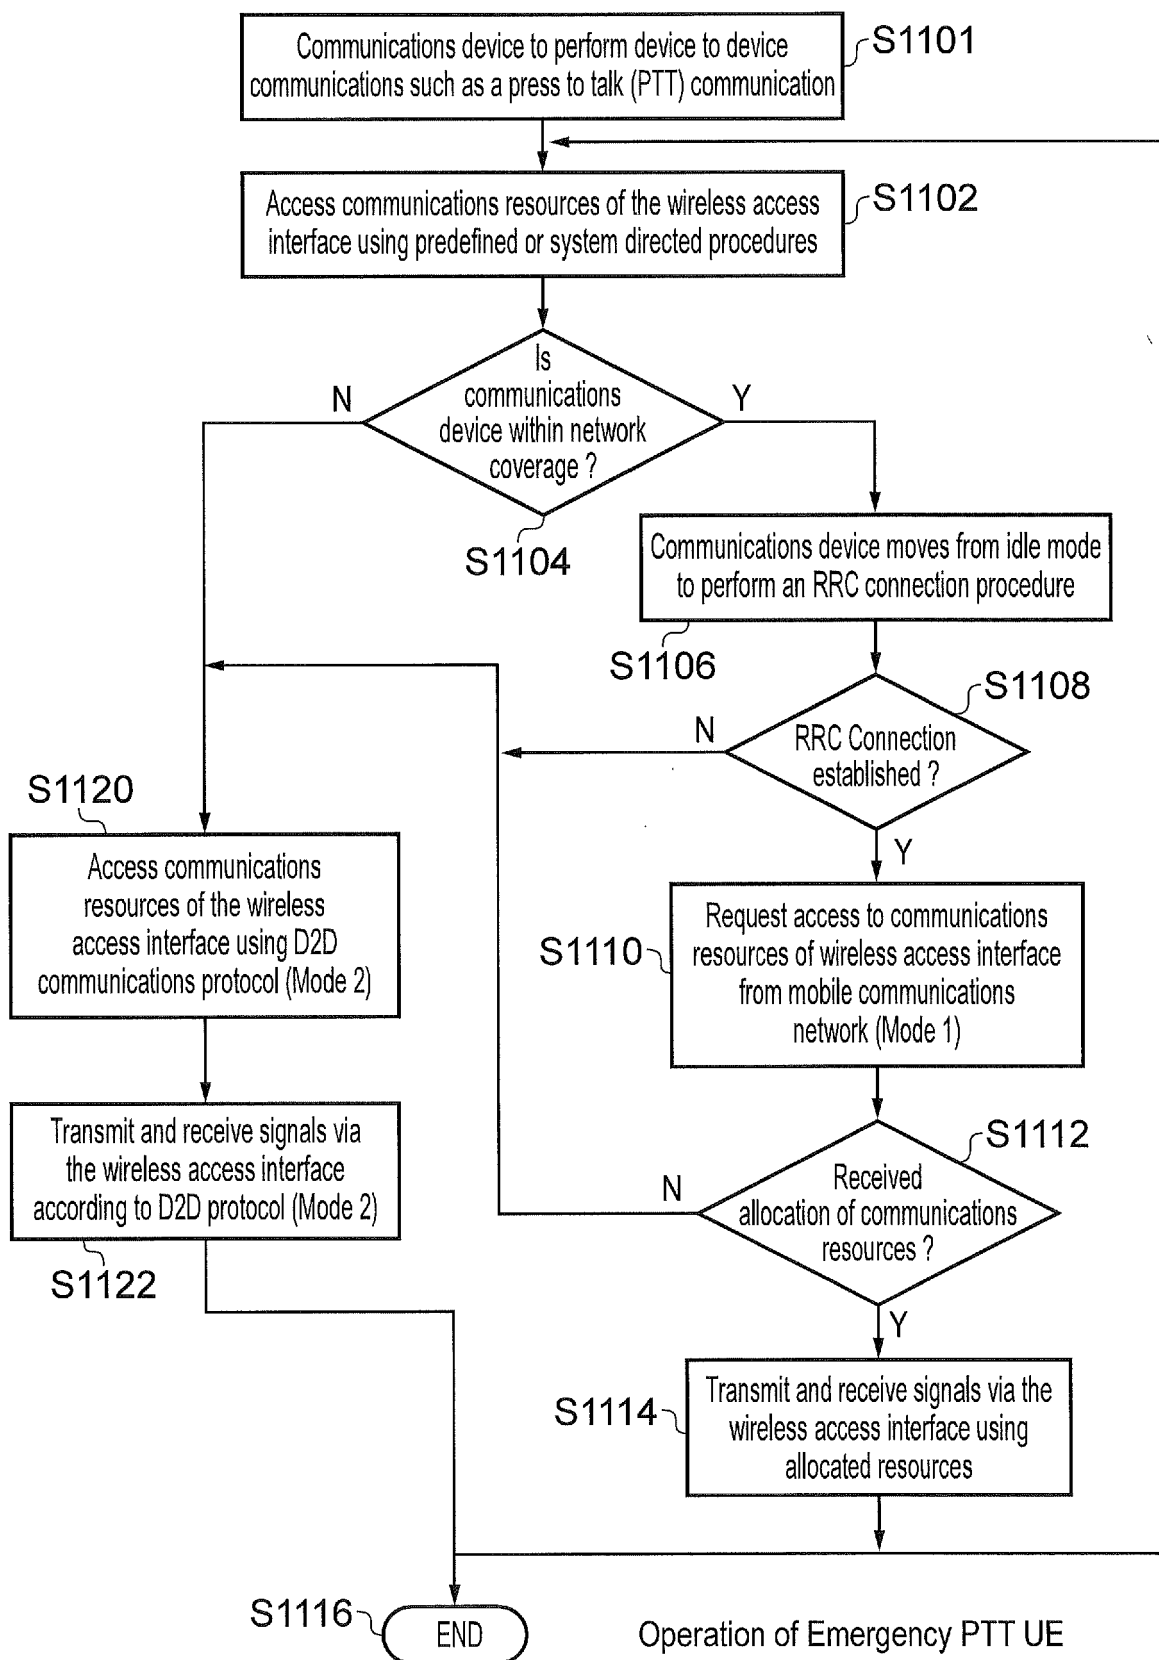 Communications device to perform device to device
communications such as a press to talk (PTT) communication
S1101
Access communications resources of the wireless access
interface using predefined or system directed procedures
S1102
Is
communications
device within network
coverage ?
N
Y
S1104
Communications device moves from idle mode
to perform an RRC connection procedure
S1106
S1108
RRC Connection
established ?
N
Y
S1120
Access communications
resources of the wireless
access interface using D2D
communications protocol (Mode 2)
S1110
Request access to communications
resources of wireless access interface
from mobile communications
network (Mode 1)
Transmit and receive signals via
the wireless access interface
according to D2D protocol (Mode 2)
S1122
S1112
Received
allocation of communications
resources ?
N
Y
S1114
Transmit and receive signals via the
wireless access interface using
allocated resources
S1116
END
Operation of Emergency PTT UE